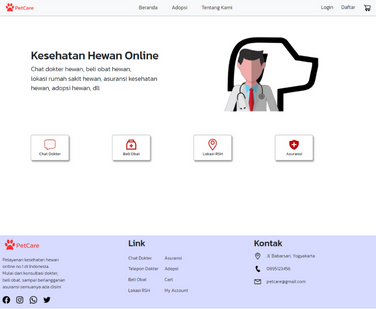 PetCare
Beranda Adopsi Tentang Kami
Login Daftar
Kesehatan Hewan Online
Chat dokter hewan, beli obat hewan,
lokasi rumah sakit hewan, asuransi kesehatan
hewan, adopsi hewan, dll
Chat Dokter
Beli Obat
Lokasi RSH
Asuransi
PetCare
Pelayanan kesehatan hewan
online no 1 di Indonesia
Mulai dari konsultasi dokter,
beli obat, sampai berlangganan
asuransi semuanya ada disini
Link
Chat Dokter Asuransi
Telepon Dokter Adopsi
Beli Obat Cart
Lokasi RSH My Account
Kontak
Jl. Babarsari, Yogyakarta
petcare@gmail.com